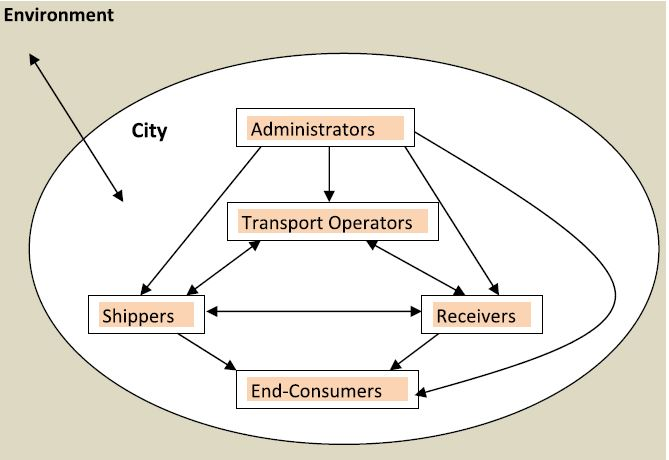 Environment
City
Administrators
Transport Operators
Shippers
Receivers
End-Consumers